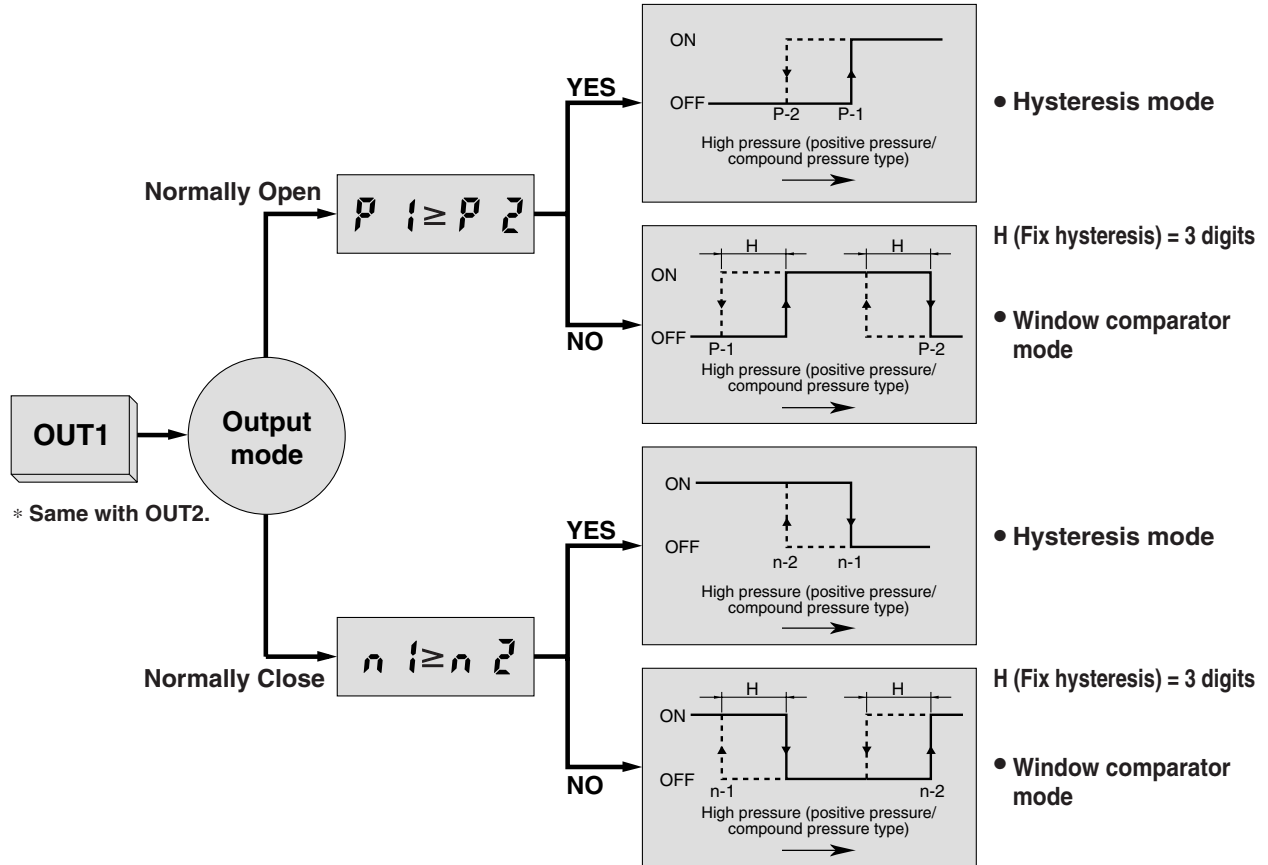 OUT1
* Same with OUT2.
Output
mode
Normally Open
P 1≧P 2
YES
ON
OFF
P-2
P-1
High pressure (positive pressure/
compound pressure type)
• Hysteresis mode
NO
H
H
ON
OFF
P-1
P-2
High pressure (positive pressure/
compound pressure type)
H (Fix hysteresis) = 3 digits
• Window comparator
mode
Normally Close
n 1≧n 2
YES
ON
OFF
n-2
n-1
High pressure (positive pressure/
compound pressure type)
• Hysteresis mode
NO
H
H
ON
OFF
n-1
n-2
High pressure (positive pressure/
compound pressure type)
H (Fix hysteresis) = 3 digits
• Window comparator
mode